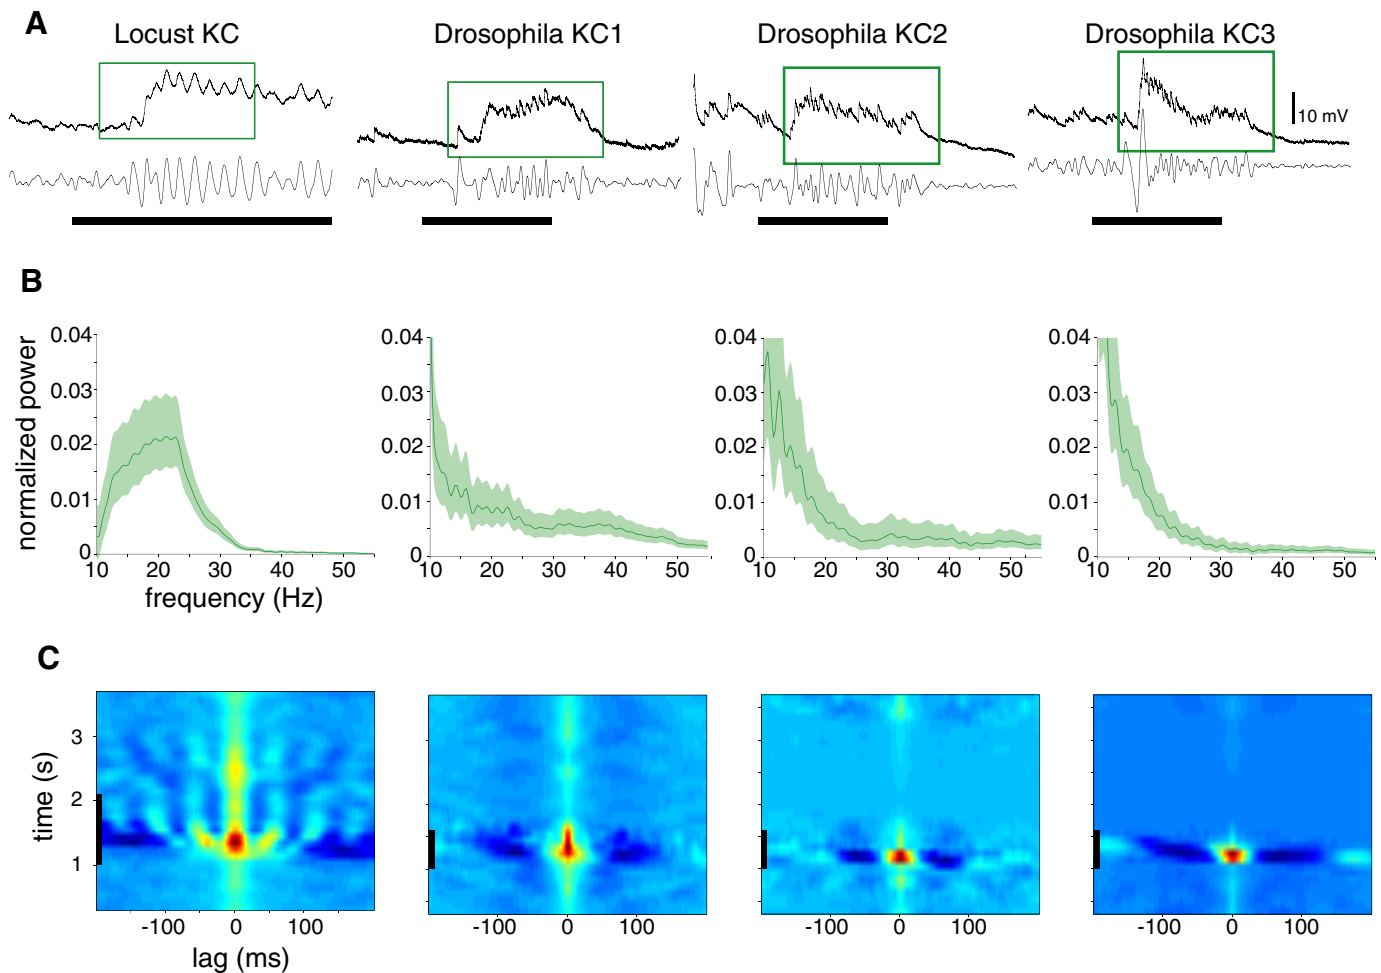 A
Locust KC
Drosophila KC1
Drosophila KC2
Drosophila KC3
10 mV
B
normalized power
0.04
0.03
0.02
0.01
0
10 20 30 40 50
frequency (Hz)
0.04
0.03
0.02
0.01
0
10 20 30 40 50
0.04
0.03
0.02
0.01
0
10 20 30 40 50
0.04
0.03
0.02
0.01
0
10 20 30 40 50
C
time (s)
3
2
1
-100 0 100
lag (ms)
-100 0 100
-100 0 100
-100 0 100